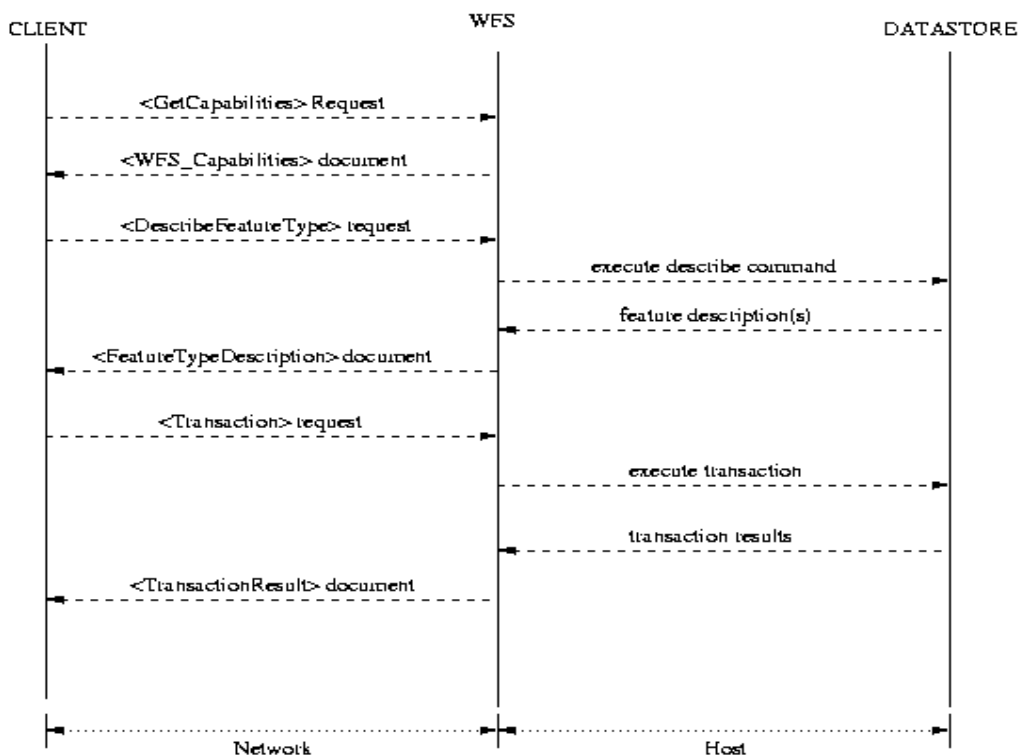 CLIENT
WFS
DATASTORE
<GetCapabilities> Request
<WFS_Capabilities> document
<DescribeFeatureType> request
execute describe command
feature description(s)
<FeatureTypeDescription> document
<Transaction> request
execute transaction
transaction results
<TransactionResult> document
Network
Host